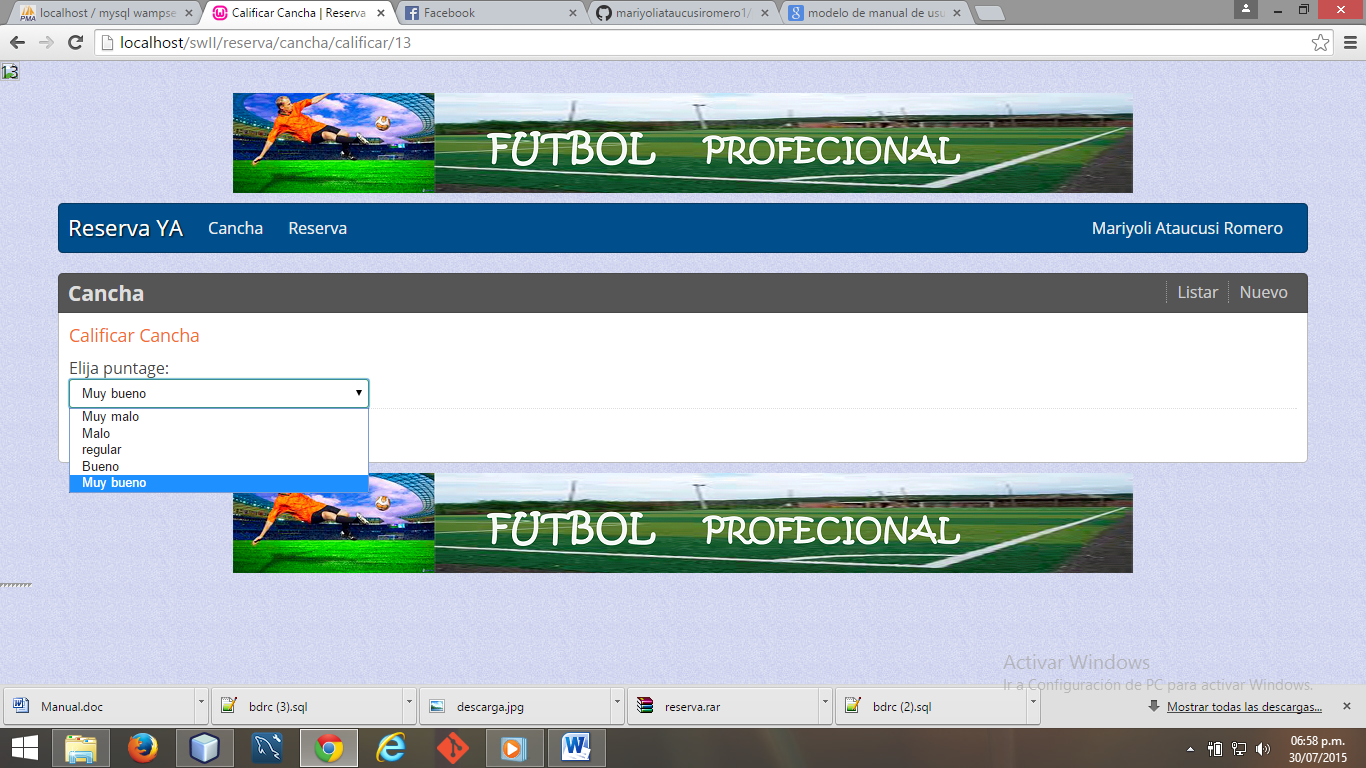 localhost / mysql wampse
Calificar Cancha | Reserva
Facebook
mariyoliataucusiromero1/
modelo de manual de usu
localhost/swII/reserva/cancha/calificar/13
13
FUTBOL PROFECIONAL
Reserva YA
Cancha
Reserva
Mariyoli Ataucusi Romero
Cancha
Listar
Nuevo
Calificar Cancha
Elija puntage:
Muy bueno
Muy malo
Malo
regular
Bueno
Muy bueno
FUTBOL PROFECIONAL
Activar Windows
Ir a Configuración de PC para activar Windows.
Manual.doc
bdrc (3).sql
descarga.jpg
reserva.rar
bdrc (2).sql
Mostrar todas las descargas...
06:58 p.m.
30/07/2015